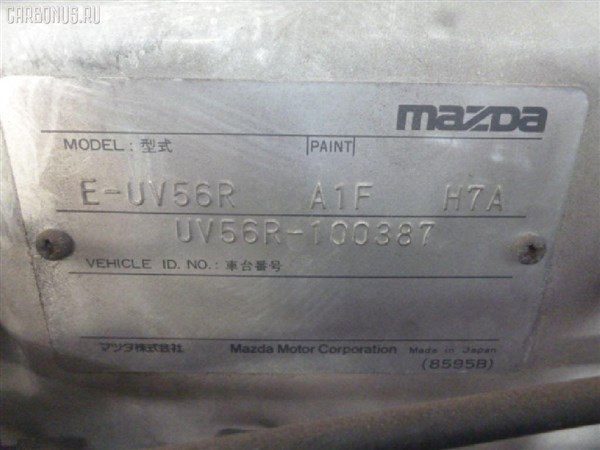 CARBONUS.RU
mazda
MODEL : 型式 |PAINT|
E-UV56R A1F H7A
UV56R-100387
VEHICLE ID. NO. : 車台番号
マツダ株式会社 Mazda Motor Corporation Made in Japan
(8595B)